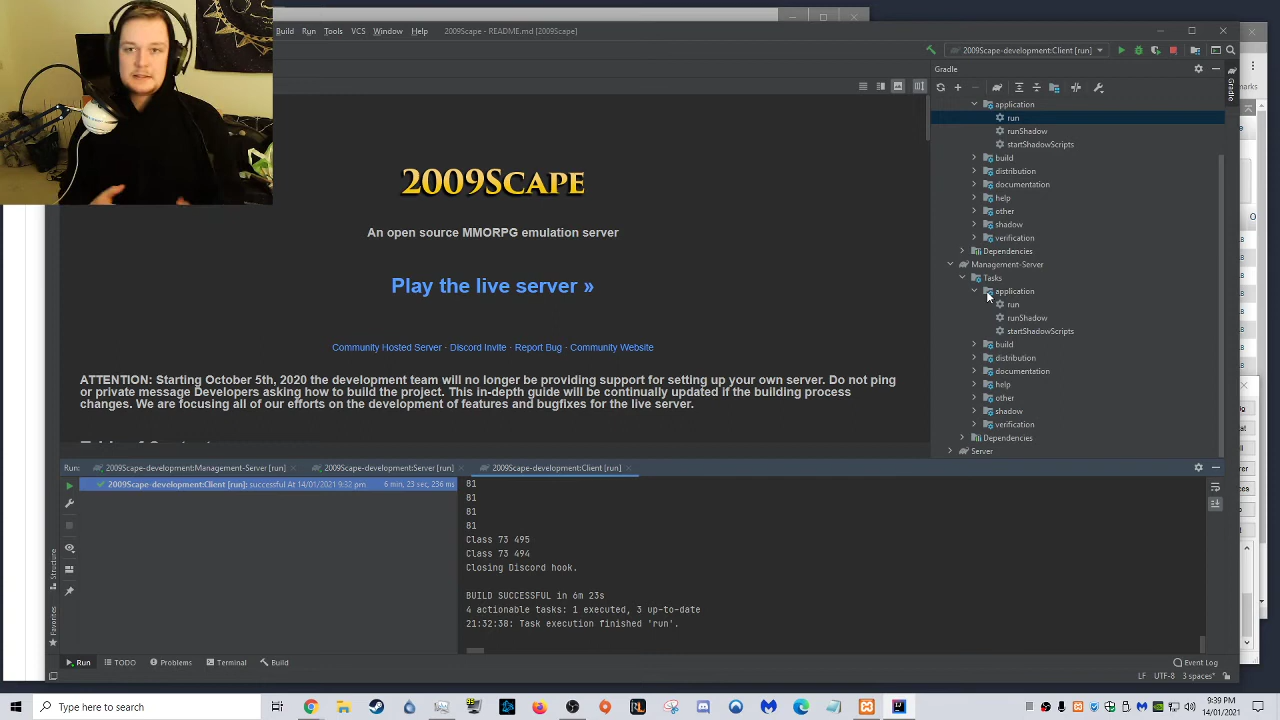 Build Run Tools VCS Window Help 2009Scape - README.md [2009Scape]
2009Scape-development:Client [run]
Gradle
Gradle
application
run
runShadow
startShadowScripts
build
distribution
documentation
help
other
shadow
verification
Dependencies
Management-Server
Tasks
application
run
runShadow
startShadowScripts
build
distribution
documentation
help
other
shadow
verification
Dependencies
Server
2009Scape
An open source MMORPG emulation server
Play the live server »
Community Hosted Server · Discord Invite · Report Bug · Community Website
ATTENTION: Starting October 5th, 2020 the development team will no longer be providing support for setting up your own server. Do not ping
or private message Developers asking how to build the project. This in-depth guide will be continually updated if the building process
changes. We are focusing all of our efforts on the development of features and bugfixes for the live server.
Run: 2009Scape-development:Management-Server [run] 2009Scape-development:Server [run] 2009Scape-development:Client [run]
2009Scape-development:Client [run]: successful At 14/01/2021 9:32 pm 6 min, 23 sec, 236 ms
81
81
81
81
Class 73 495
Class 73 494
Closing Discord hook.
BUILD SUCCESSFUL in 6m 23s
4 actionable tasks: 1 executed, 3 up-to-date
21:32:38: Task execution finished 'run'.
Structure
Favorites
Run TODO Problems Terminal Build Event Log
LF UTF-8 3 spaces*
Type here to search
9:39 PM
14/01/2021